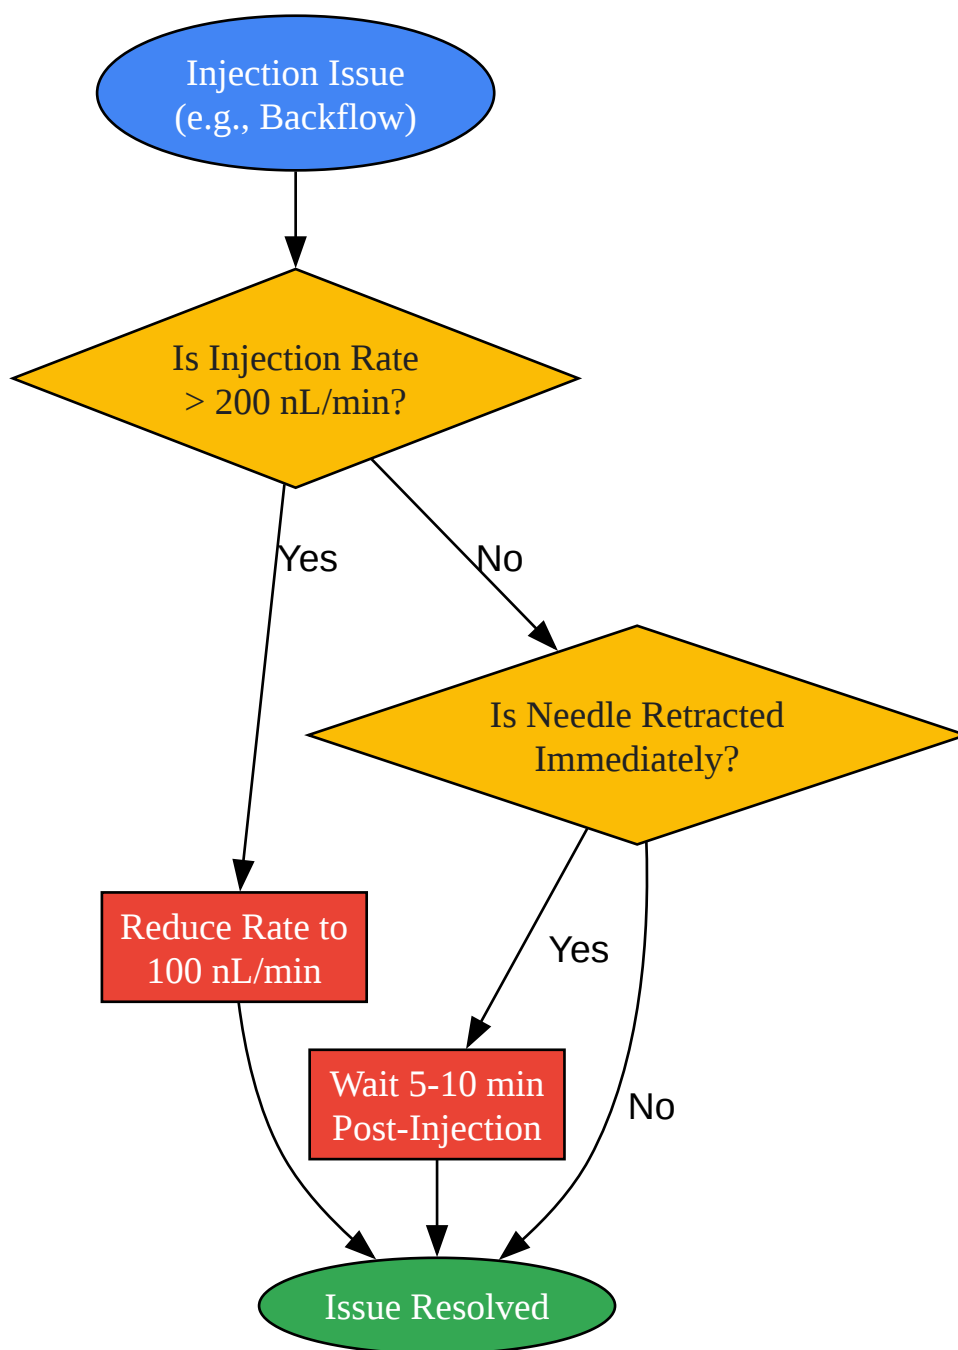 Injection Issue
(e.g., Backflow)
Is Injection Rate
> 200 nL/min?
Yes
No
Is Needle Retracted
Immediately?
Reduce Rate to
100 nL/min
Yes
Wait 5-10 min
Post-Injection
No
Issue Resolved